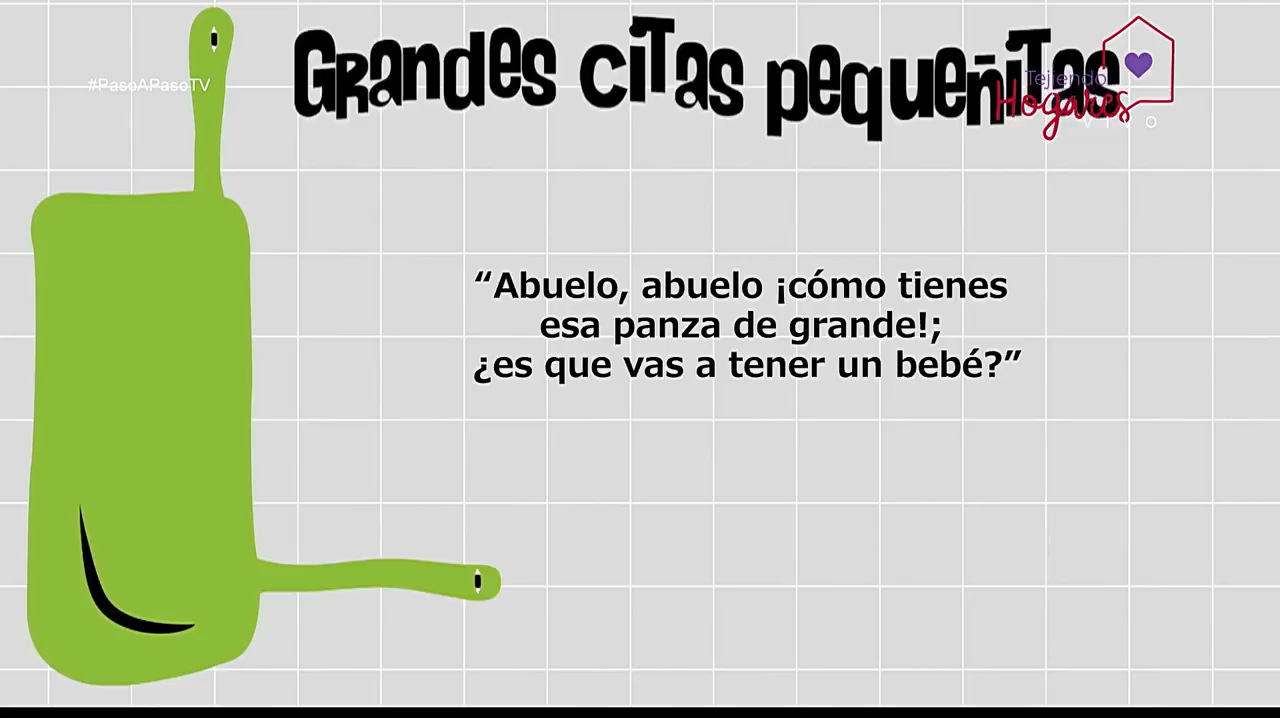 Grandes citas pequeñitas
#PasoAPasoTV
Tejiendo
Hogares
VIVO
“Abuelo, abuelo ¡cómo tienes
esa panza de grande!;
¿es que vas a tener un bebé?”